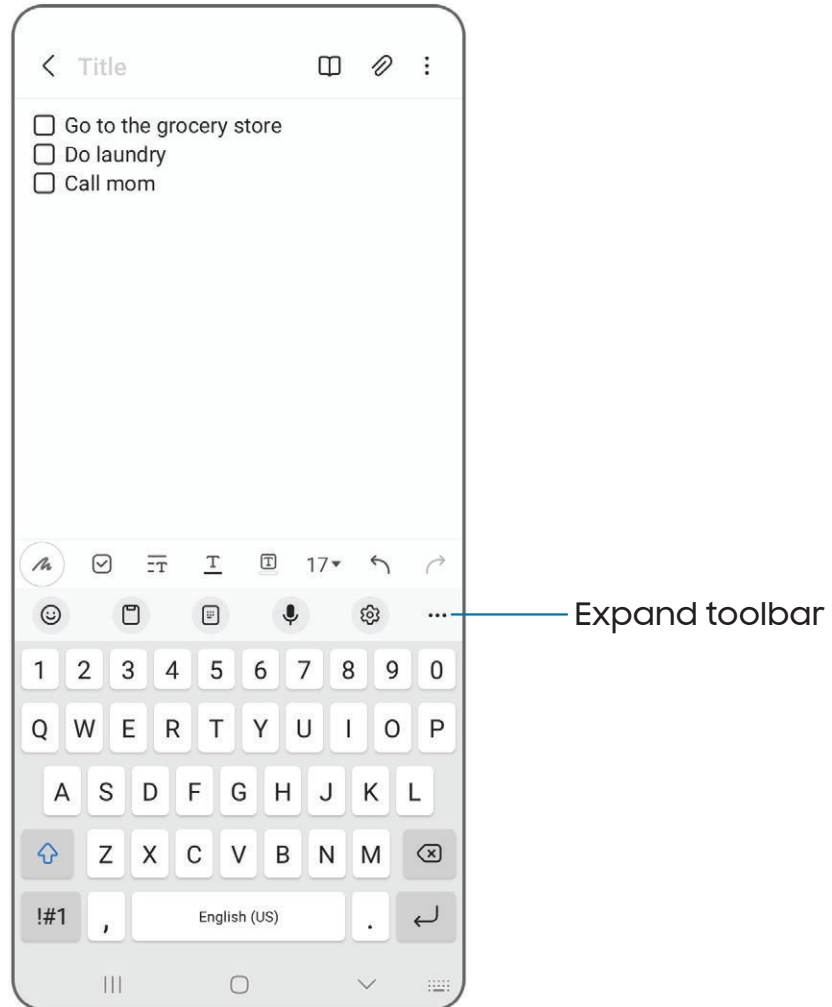 Title
Go to the grocery store
Do laundry
Call mom
T T T 17
Expand toolbar
1 2 3 4 5 6 7 8 9 0
Q W E R T Y U I O P
A S D F G H J K L
Z X C V B N M
!#1 , English (US) .